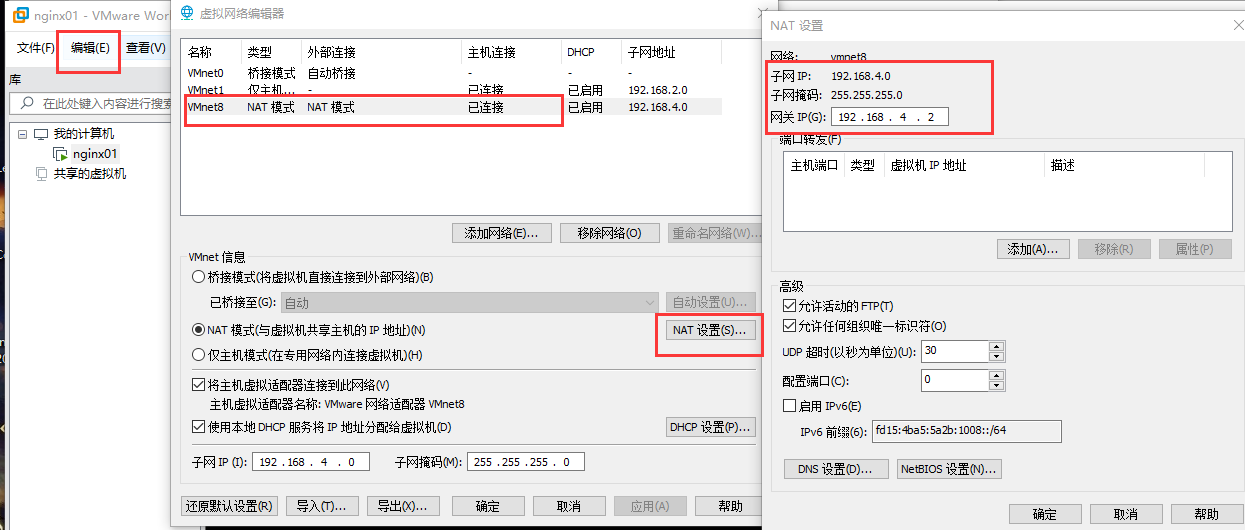 nginx01 - VMware Wor
文件(F)
编辑(E)
查看(V)
库
在此处键入内容进行搜索
我的计算机
nginx01
共享的虚拟机
虚拟网络编辑器
名称 类型 外部连接 主机连接 DHCP 子网地址
VMnet0 桥接模式 自动桥接 - - -
VMnet1 仅主机... - 已连接 已启用 192.168.2.0
VMnet8 NAT 模式 NAT 模式 已连接 已启用 192.168.4.0
添加网络(E)... 移除网络(O) 重命名网络(W)...
VMnet 信息
桥接模式(将虚拟机直接连接到外部网络)(B)
已桥接至(G): 自动 自动设置(U)...
NAT 模式(与虚拟机共享主机的 IP 地址)(N) NAT 设置(S)...
仅主机模式(在专用网络内连接虚拟机)(H)
将主机虚拟适配器连接到此网络(V)
主机虚拟适配器名称: VMware 网络适配器 VMnet8
使用本地 DHCP 服务将 IP 地址分配给虚拟机(D) DHCP 设置(P)...
子网 IP (I): 192 . 168 . 4 . 0 子网掩码(M): 255 . 255 . 255 . 0
还原默认设置(R) 导入(T)... 导出(X)... 确定 取消 应用(A) 帮助
NAT 设置
网络: vmnet8
子网 IP: 192.168.4.0
子网掩码: 255.255.255.0
网关 IP(G): 192 . 168 . 4 . 2
端口转发(F)
主机端口 类型 虚拟机 IP 地址 描述
添加(A)... 移除(R) 属性(P)
高级
允许活动的 FTP(T)
允许任何组织唯一标识符(O)
UDP 超时(以秒为单位)(U): 30
配置端口(C): 0
启用 IPv6(E)
IPv6 前缀(6): fd15:4ba5:5a2b:1008::/64
DNS 设置(D)... NetBIOS 设置(N)...
确定 取消 帮助